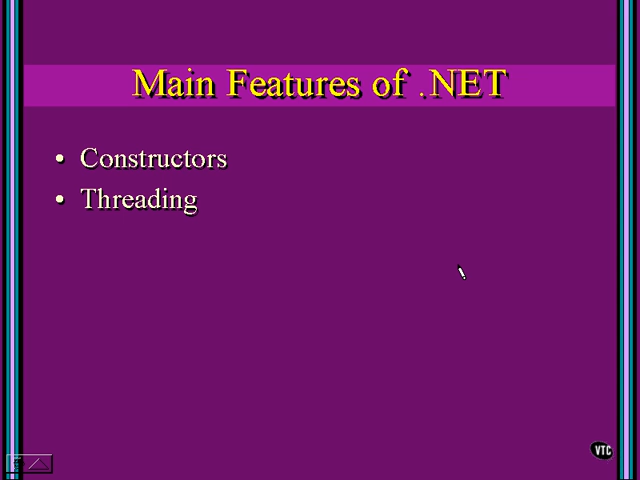 Main Features of .NET
• Constructors
• Threading
VTC